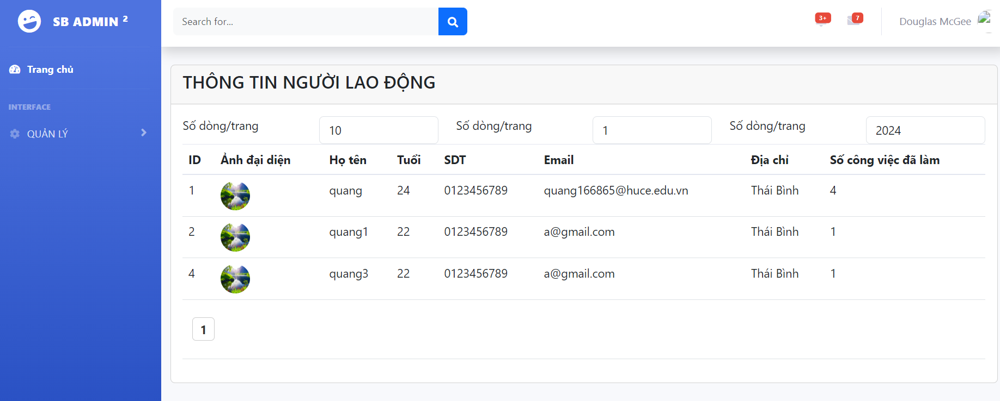 SB ADMIN 2
Search for...
3+
7
Douglas McGee
Trang chủ
INTERFACE
QUẢN LÝ
THÔNG TIN NGƯỜI LAO ĐỘNG
Số dòng/trang 10 Số dòng/trang 1 Số dòng/trang 2024
ID Ảnh đại diện Họ tên Tuổi SDT Email Địa chỉ Số công việc đã làm
1 quang 24 0123456789 quang166865@huce.edu.vn Thái Bình 4
2 quang1 22 0123456789 a@gmail.com Thái Bình 1
4 quang3 22 0123456789 a@gmail.com Thái Bình 1
1